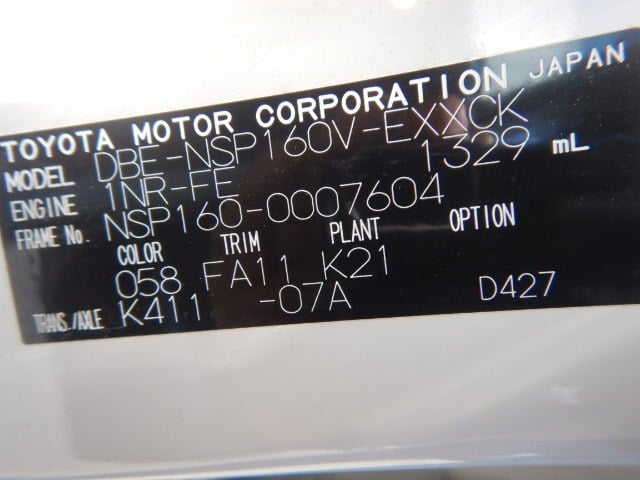 TOYOTA MOTOR CORPORATION JAPAN
MODEL DBE-NSP160V-EXXCK
ENGINE 1NR-FE 1329 mL
FRAME No. NSP160-0007604
COLOR TRIM PLANT OPTION
058 FA11 K21
TRANS./AXLE K411 -07A D427